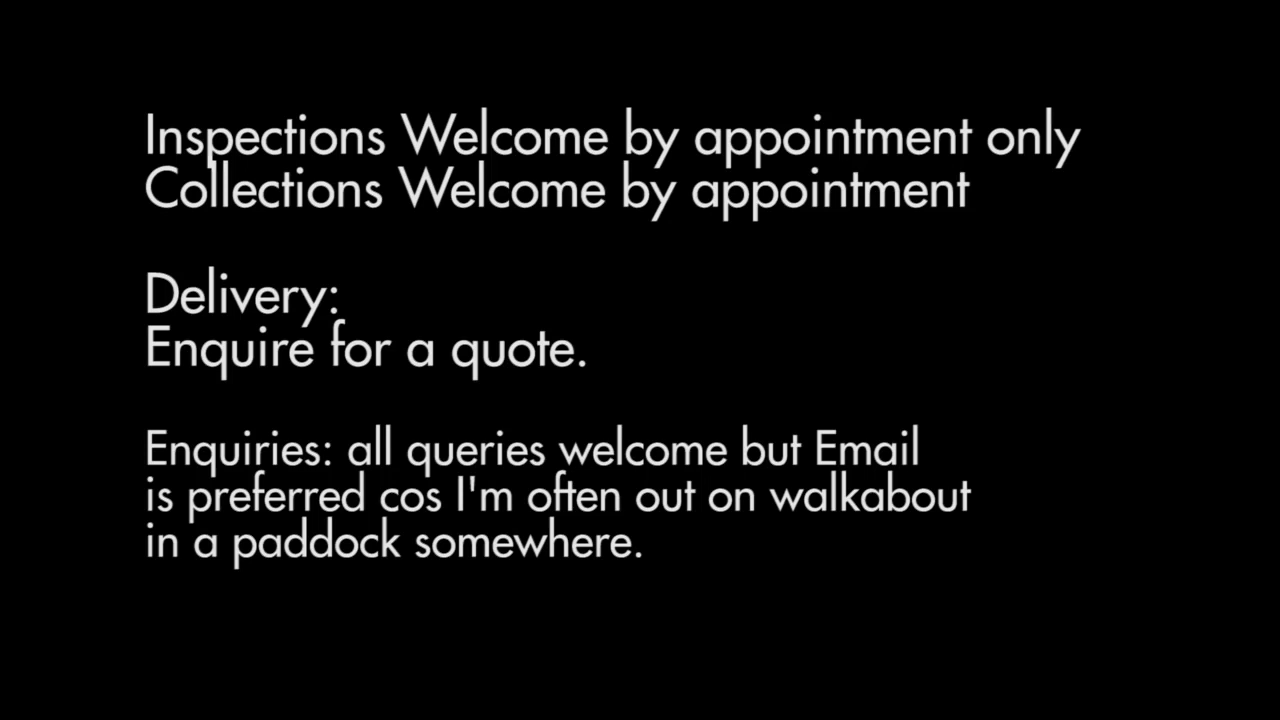 Inspections Welcome by appointment only
Collections Welcome by appointment
Delivery:
Enquire for a quote.
Enquiries: all queries welcome but Email
is preferred cos I'm often out on walkabout
in a paddock somewhere.